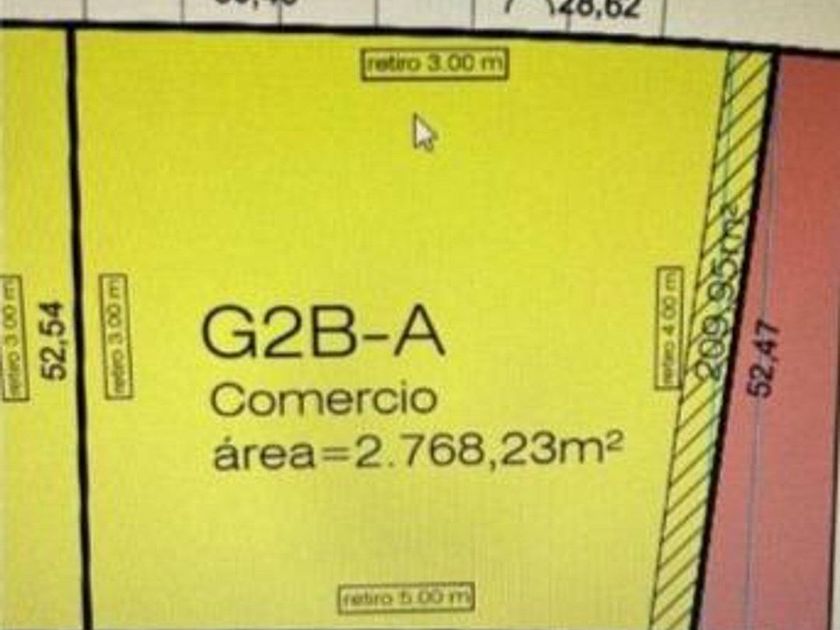 28,62
retiro 3.00 m
retiro 3.00 m
52,54
retiro 3.00 m
G2B-A
Comercio
área=2.768,23m²
retiro 4.00 m
209,95m²
52,47
retiro 5.00 m